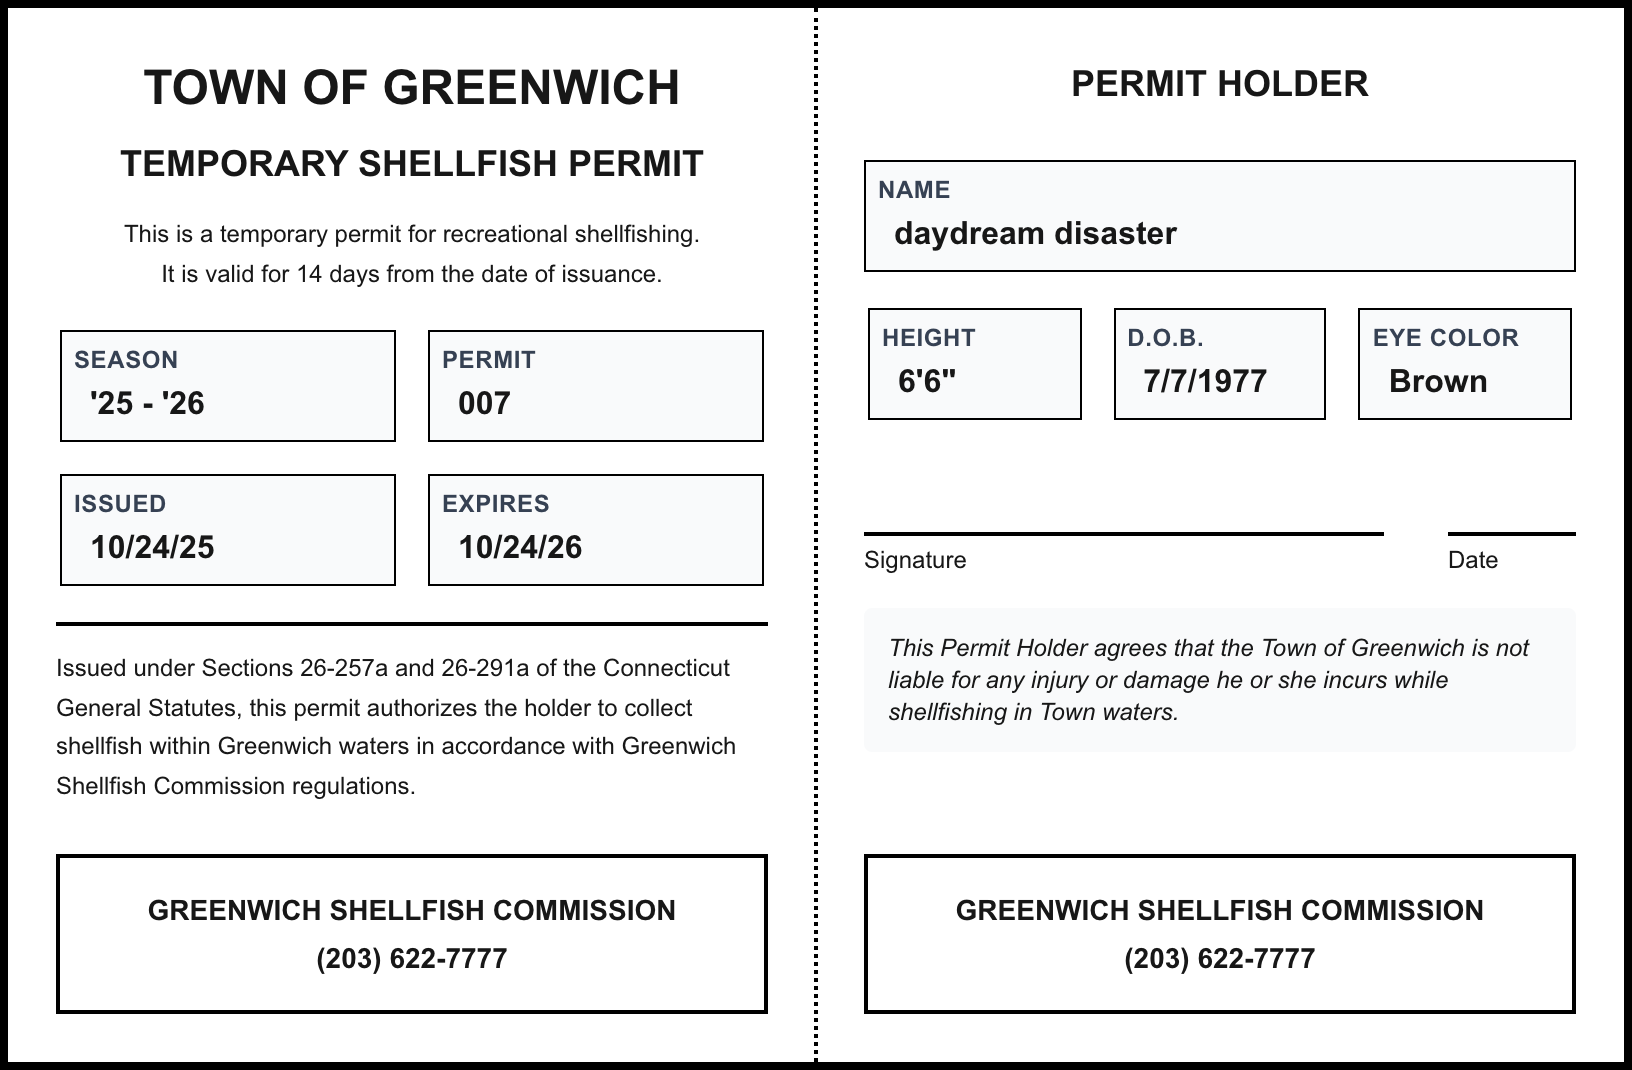 TOWN OF GREENWICH
TEMPORARY SHELLFISH PERMIT
This is a temporary permit for recreational shellfishing.
It is valid for 14 days from the date of issuance.
SEASON
'25 - '26
PERMIT
007
ISSUED
10/24/25
EXPIRES
10/24/26
Issued under Sections 26-257a and 26-291a of the Connecticut
General Statutes, this permit authorizes the holder to collect
shellfish within Greenwich waters in accordance with Greenwich
Shellfish Commission regulations.
GREENWICH SHELLFISH COMMISSION
(203) 622-7777
PERMIT HOLDER
NAME
daydream disaster
HEIGHT
6'6"
D.O.B.
7/7/1977
EYE COLOR
Brown
Signature
Date
This Permit Holder agrees that the Town of Greenwich is not
liable for any injury or damage he or she incurs while
shellfishing in Town waters.
GREENWICH SHELLFISH COMMISSION
(203) 622-7777